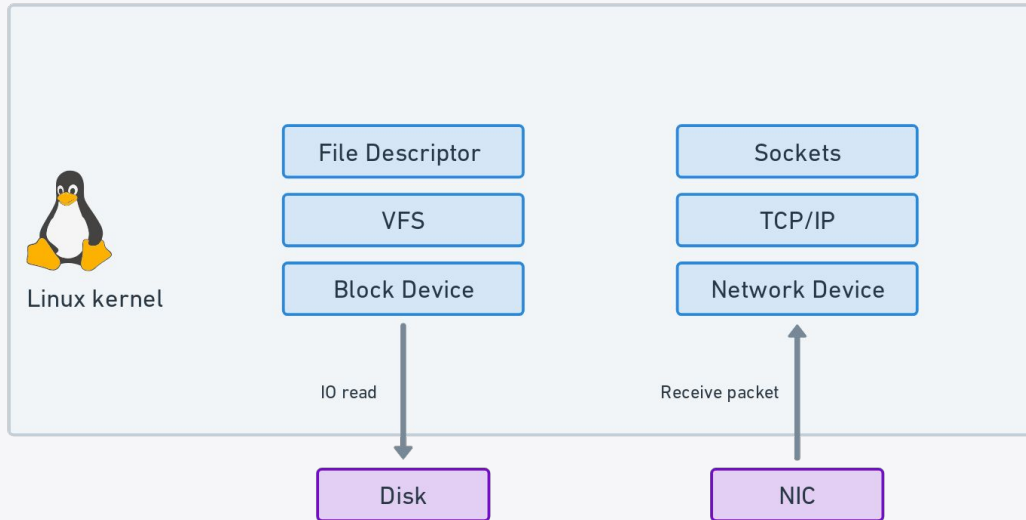 File Descriptor
VFS
Block Device
Sockets
TCP/IP
Network Device
Linux kernel
IO read
Receive packet
Disk
NIC